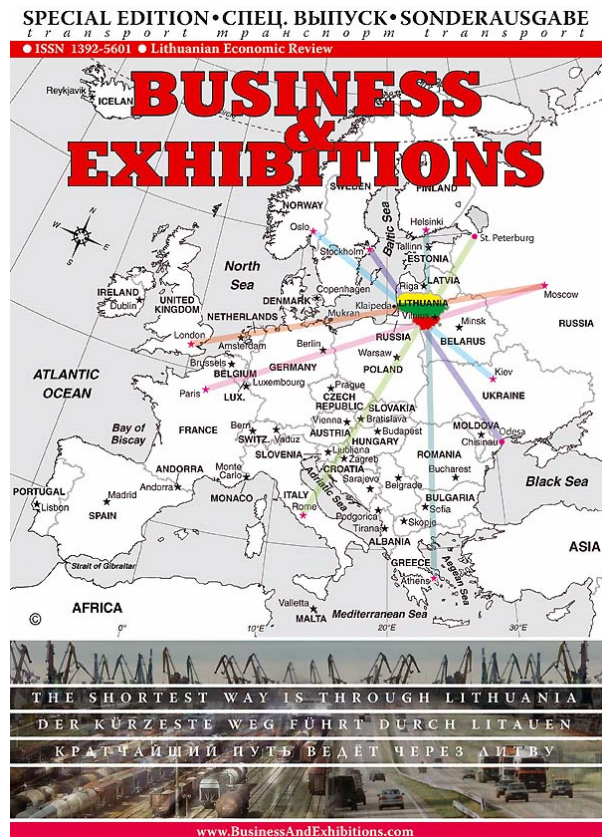 SPECIAL EDITION•СПЕЦ. ВЫПУСК•SONDERAUSGABE
transport транспорт transport
● ISSN 1392-5601 ● Lithuanian Economic Review
BUSINESS
&
EXHIBITIONS
Reykjavik
ICELAN
SWEDEN
FINLAND
NORWAY
Oslo
Helsinki
St. Peterburg
Stockholm
Baltic Sea
Tallinn
ESTONIA
N
W
E
S
North
Sea
Riga
LATVIA
Moscow
IRELAND
Dublin
UNITED
KINGDOM
DENMARK
Copenhagen
Klaipeda
LITHUANIA
Vilnius
NETHERLANDS
Mukran
Minsk
RUSSIA
London
Amsterdam
Berlin
RUSSIA
BELARUS
Brussels
BELGIUM
GERMANY
Warsaw
POLAND
Kiev
ATLANTIC
OCEAN
Paris
LUX.
Luxembourg
Prague
CZECH
REPUBLIC
UKRAINE
SLOVAKIA
Bratislava
Vienna
AUSTRIA
Budapest
HUNGARY
MOLDOVA
Chisinau
Odesa
Bay of
Biscay
FRANCE
Bern
SWITZ.
Vaduz
SLOVENIA
Ljubljana
Zagreb
CROATIA
ROMANIA
Bucharest
ANDORRA
Andorra
Monte
Carlo
MONACO
Adriatic Sea
Sarajevo
Belgrade
Black Sea
PORTUGAL
Lisbon
Madrid
SPAIN
ITALY
Rome
Podgorica
BULGARIA
Sofia
Tirana
Skopje
ALBANIA
ASIA
Strait of Gibraltar
GREECE
Athens
Aegean Sea
©
AFRICA
Valletta
MALTA
Mediterranean Sea
0°
10°E
20°E
30°E
THE SHORTEST WAY IS THROUGH LITHUANIA
DER KÜRZESTE WEG FÜHRT DURCH LITAUEN
КРАТЧАЙШИЙ ПУТЬ ВЕДЁТ ЧЕРЕЗ ЛИТВУ
www.BusinessAndExhibitions.com